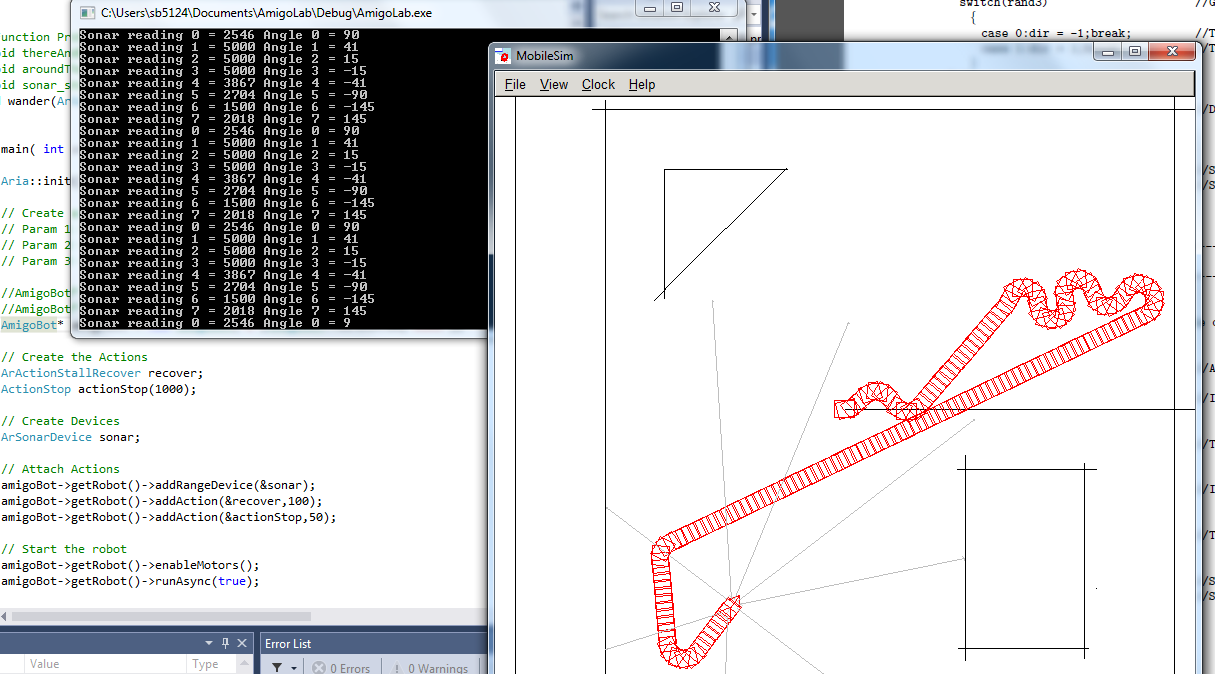 C:\Users\sb5124\Documents\AmigoLab\Debug\AmigoLab.exe
Sonar reading 0 = 2546 Angle 0 = 90
Sonar reading 1 = 5000 Angle 1 = 41
Sonar reading 2 = 5000 Angle 2 = 15
Sonar reading 3 = 5000 Angle 3 = -15
Sonar reading 4 = 3867 Angle 4 = -41
Sonar reading 5 = 2704 Angle 5 = -90
Sonar reading 6 = 1500 Angle 6 = -145
Sonar reading 7 = 2018 Angle 7 = 145
Sonar reading 0 = 2546 Angle 0 = 90
Sonar reading 1 = 5000 Angle 1 = 41
Sonar reading 2 = 5000 Angle 2 = 15
Sonar reading 3 = 5000 Angle 3 = -15
Sonar reading 4 = 3867 Angle 4 = -41
Sonar reading 5 = 2704 Angle 5 = -90
Sonar reading 6 = 1500 Angle 6 = -145
Sonar reading 7 = 2018 Angle 7 = 145
Sonar reading 0 = 2546 Angle 0 = 90
Sonar reading 1 = 5000 Angle 1 = 41
Sonar reading 2 = 5000 Angle 2 = 15
Sonar reading 3 = 5000 Angle 3 = -15
Sonar reading 4 = 3867 Angle 4 = -41
Sonar reading 5 = 2704 Angle 5 = -90
Sonar reading 6 = 1500 Angle 6 = -145
Sonar reading 7 = 2018 Angle 7 = 145
Sonar reading 0 = 2546 Angle 0 = 9
unction Pr
oid thereAn
oid aroundT
oid sonar_s
wander(Ar
main( int
Aria::init
// Create
// Param 1
// Param 2
// Param 3
//AmigoBot
//AmigoBot
AmigoBot*
// Create the Actions
ArActionStallRecover recover;
ActionStop actionStop(1000);
// Create Devices
ArSonarDevice sonar;
// Attach Actions
amigoBot->getRobot()->addRangeDevice(&sonar);
amigoBot->getRobot()->addAction(&recover,100);
amigoBot->getRobot()->addAction(&actionStop,50);
// Start the robot
amigoBot->getRobot()->enableMotors();
amigoBot->getRobot()->runAsync(true);
Value Type
Error List
0 Errors 0 Warnings
switch(rand3) //G
{
case 0:dir = -1;break; //T
MobileSim
File View Clock Help